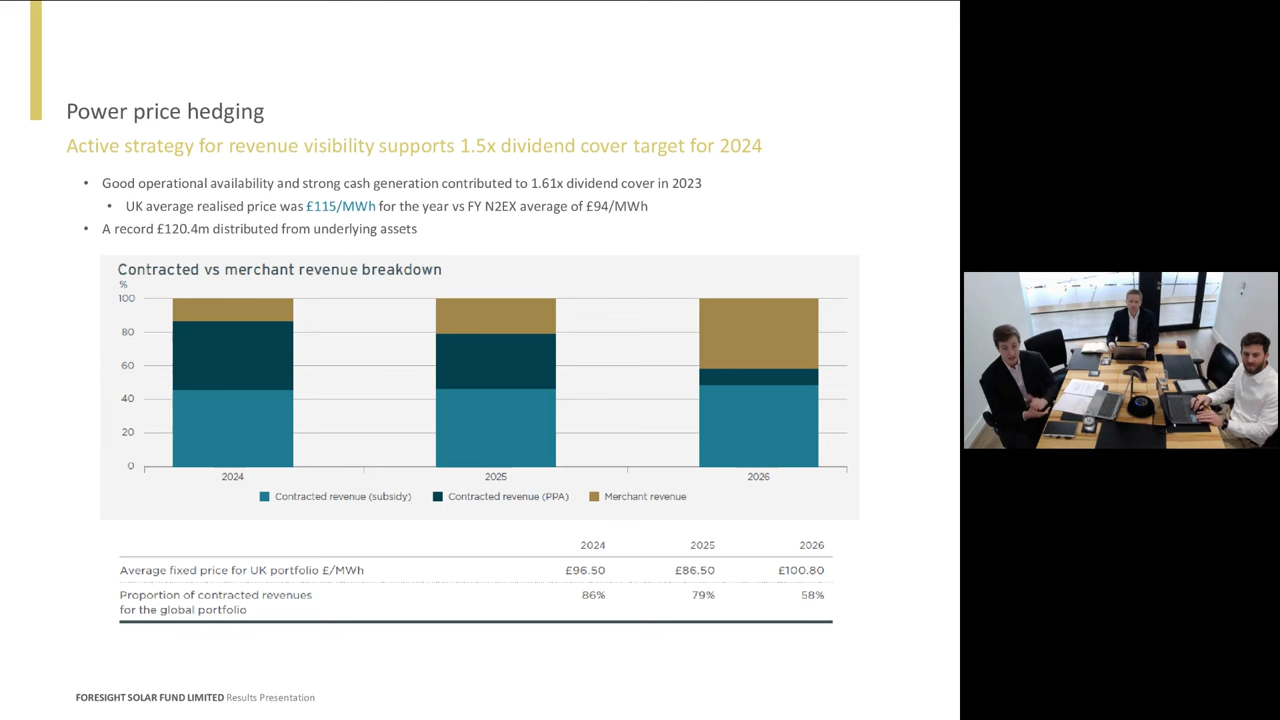 Power price hedging
Active strategy for revenue visibility supports 1.5x dividend cover target for 2024
• Good operational availability and strong cash generation contributed to 1.61x dividend cover in 2023
• UK average realised price was £115/MWh for the year vs FY N2EX average of £94/MWh
• A record £120.4m distributed from underlying assets
Contracted vs merchant revenue breakdown
%
100
80
60
40
20
0
2024 2025 2026
Contracted revenue (subsidy) Contracted revenue (PPA) Merchant revenue
2024 2025 2026
Average fixed price for UK portfolio £/MWh £96.50 £86.50 £100.80
Proportion of contracted revenues 86% 79% 58%
for the global portfolio
FORESIGHT SOLAR FUND LIMITED Results Presentation